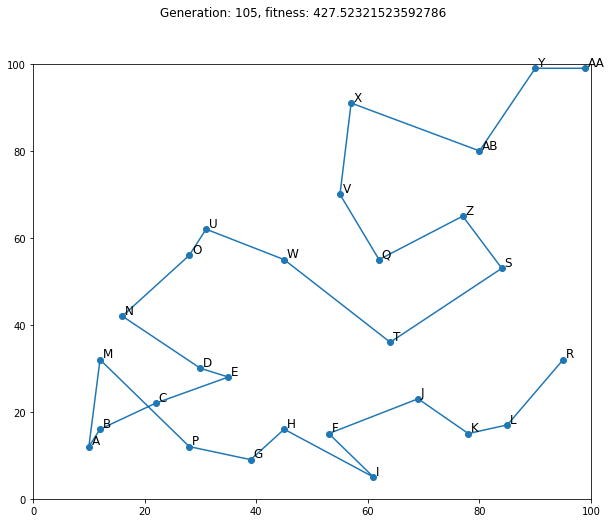 Generation: 105, fitness: 427.52321523592786
100
Y
AA
X
80
AB
V
Z
U
60
O
W
Q
S
N
40
T
M
R
D
E
C
J
20
B
H
L
A
P
F
K
G
I
0
0
20
40
60
80
100